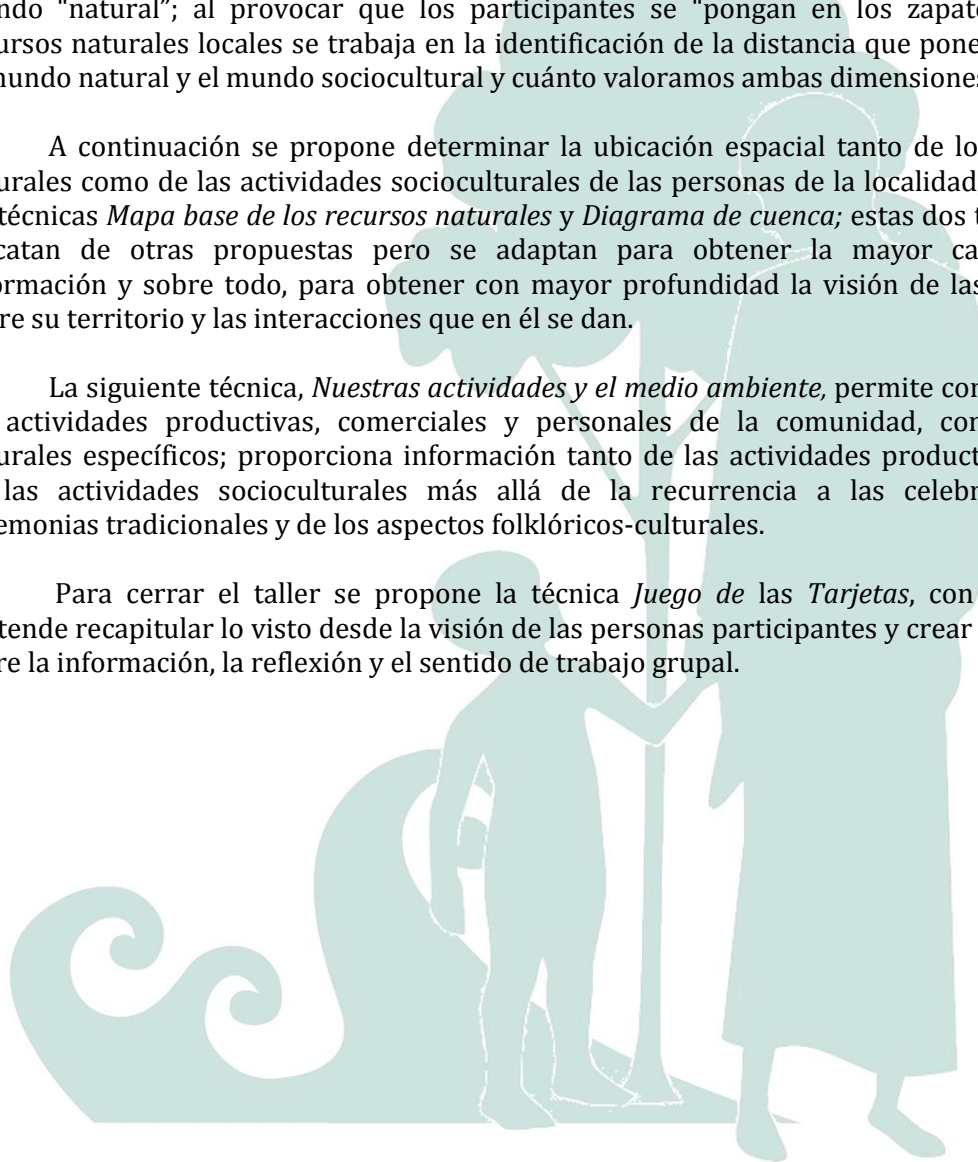 ndo "natural"; al provocar que los participantes se "pongan en los zapato
ursos naturales locales se trabaja en la identificación de la distancia que pone
mundo natural y el mundo sociocultural y cuánto valoramos ambas dimensiones
A continuación se propone determinar la ubicación espacial tanto de lo
urales como de las actividades socioculturales de las personas de la localidad
técnicas Mapa base de los recursos naturales y Diagrama de cuenca; estas dos t
catan de otras propuestas pero se adaptan para obtener la mayor ca
ormación y sobre todo, para obtener con mayor profundidad la visión de las
re su territorio y las interacciones que en él se dan.
La siguiente técnica, Nuestras actividades y el medio ambiente, permite con
actividades productivas, comerciales y personales de la comunidad, con
urales específicos; proporciona información tanto de las actividades product
las actividades socioculturales más allá de la recurrencia a las celebr
emonias tradicionales y de los aspectos folklóricos-culturales.
Para cerrar el taller se propone la técnica Juego de las Tarjetas, con
tende recapitular lo visto desde la visión de las personas participantes y crear
re la información, la reflexión y el sentido de trabajo grupal.